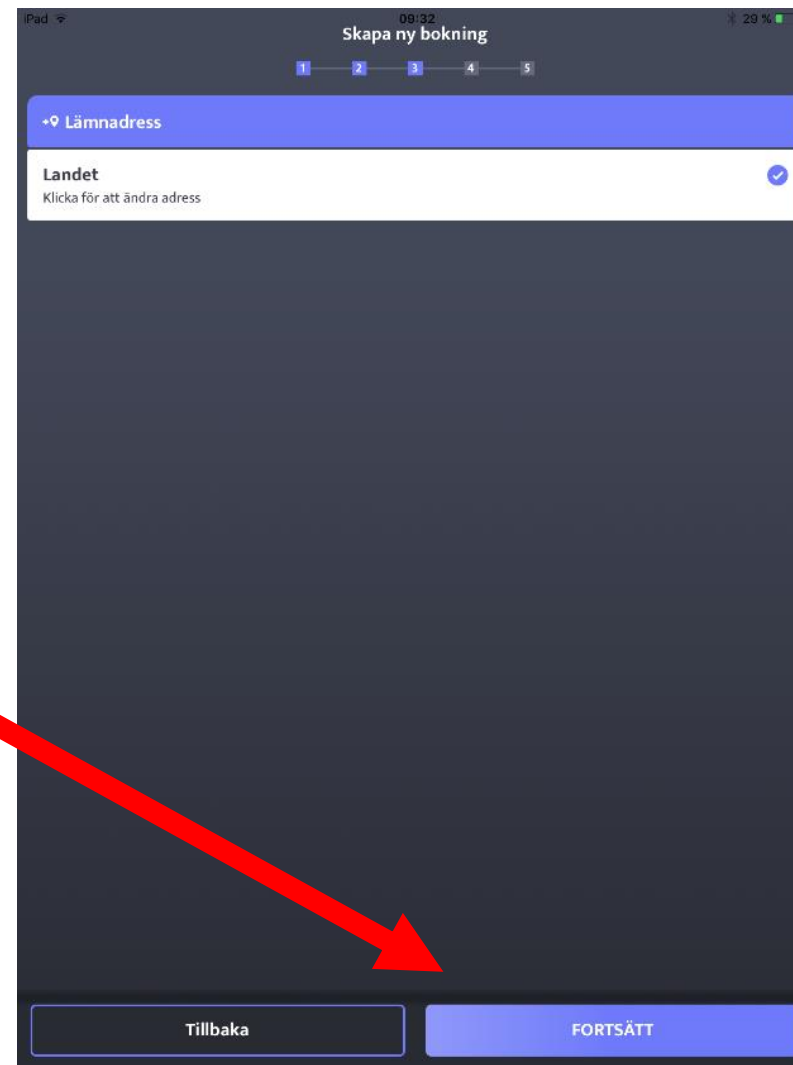 iPad 09:32 29 %
Skapa ny bokning
1 2 3 4 5
Lämnadress
Landet
Klicka för att ändra adress
Tillbaka FORTSÄTT